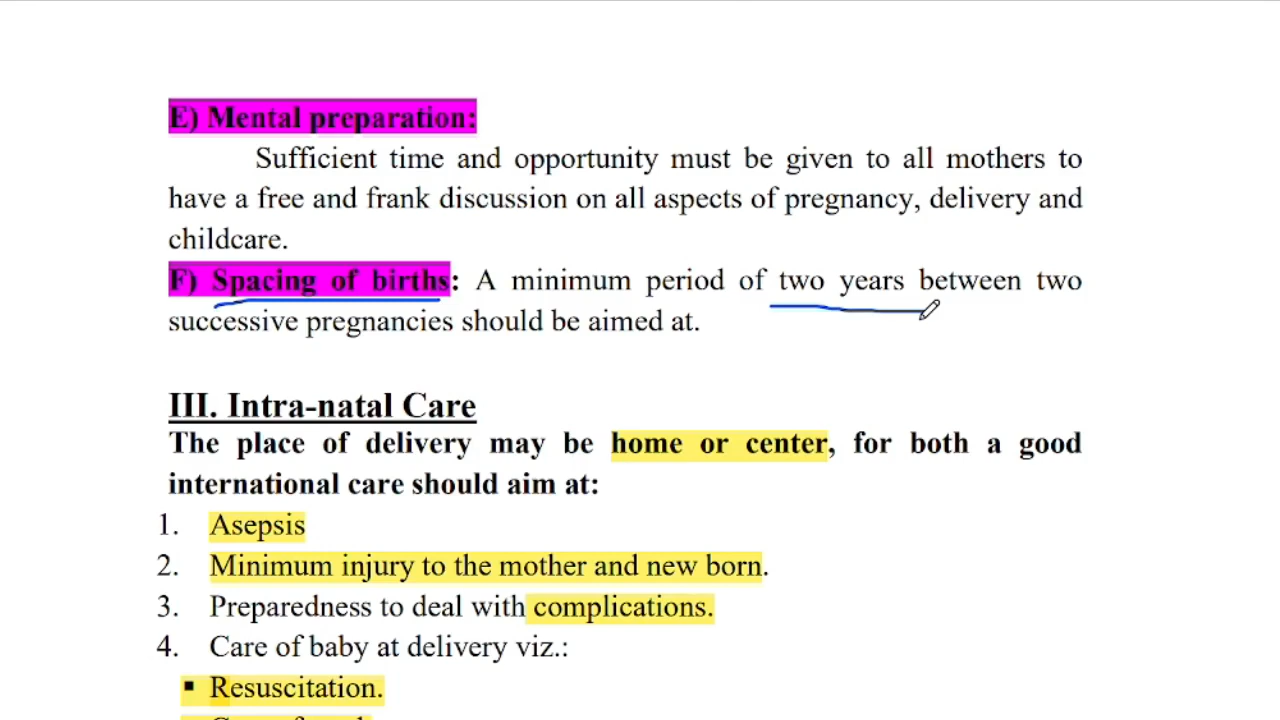 E) Mental preparation:
Sufficient time and opportunity must be given to all mothers to
have a free and frank discussion on all aspects of pregnancy, delivery and
childcare.
F) Spacing of births: A minimum period of two years between two
successive pregnancies should be aimed at.
III. Intra-natal Care
The place of delivery may be home or center, for both a good
international care should aim at:
1. Asepsis
2. Minimum injury to the mother and new born.
3. Preparedness to deal with complications.
4. Care of baby at delivery viz.:
▪ Resuscitation.